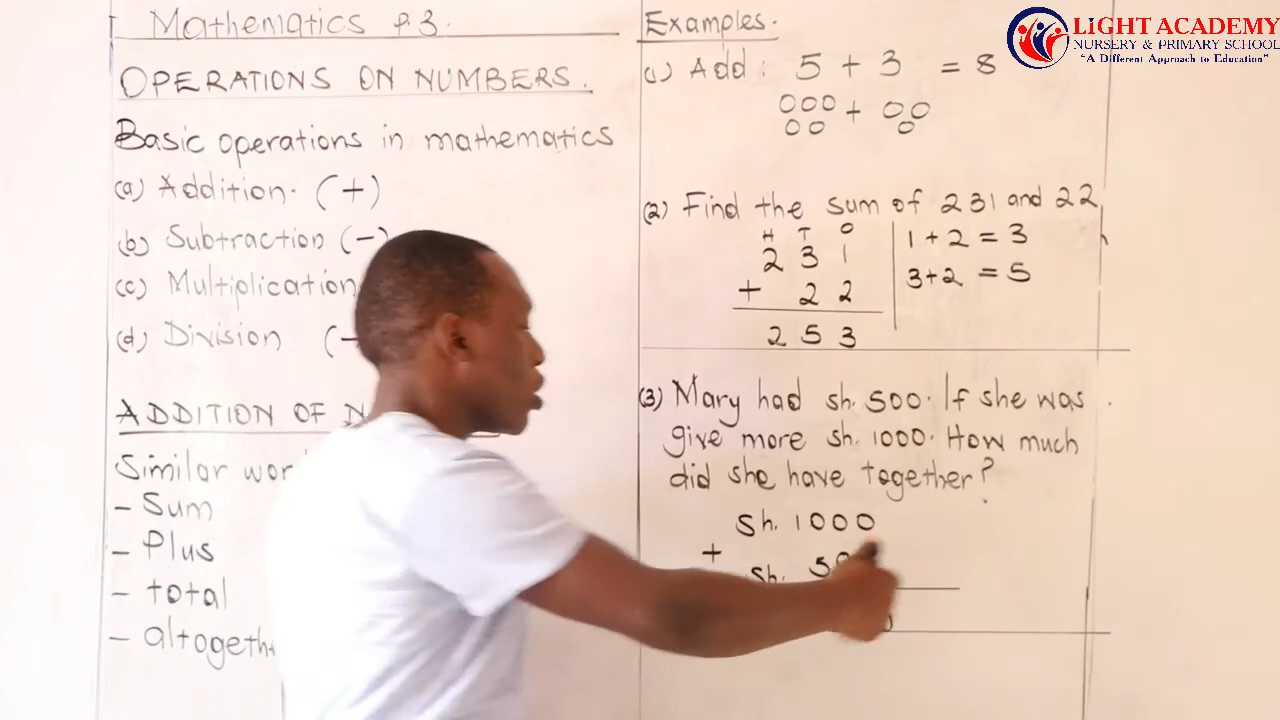 Mathematics p.3.
OPERATIONS ON NUMBERS.
Basic operations in mathematics
(a) Addition. (+)
(b) Subtraction (-)
(c) Multiplication
(d) Division (-
ADDITION OF N
Similar wor
- Sum
- Plus
- total
- altogeth
Examples.
(1) Add: 5 + 3 = 8
+
(2) Find the sum of 231 and 22
H T O
2 3 1
+ 2 2
2 5 3
1 + 2 = 3
3+2 = 5
(3) Mary had sh. 500. If she was
give more sh. 1000. How much
did she have together?
Sh. 1000
+
Sh. 50
0
LIGHT ACADEMY
NURSERY & PRIMARY SCHOOL
"A Different Approach to Education"